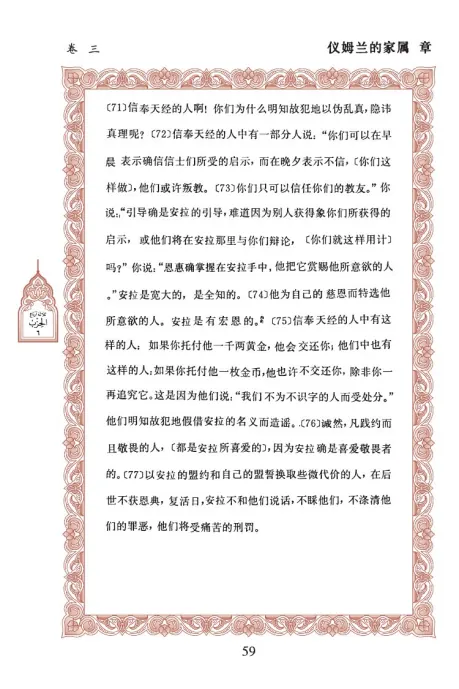 卷 三
仪姆兰的家属 章
〔71〕信奉天经的人啊！你们为什么明知故犯地以伪乱真，隐讳
真理呢？〔72〕信奉天经的人中有一部分人说：“你们可以在早
晨 表示确信信士们所受的启示，而在晚夕表示不信，〔你们这
样做〕，他们或许叛教。〔73〕你们只可以信任你们的教友。”你
说：“引导确是安拉的引导，难道因为别人获得象你们所获得的
启示， 或他们将在安拉那里与你们辩论， 〔你们就这样用计〕
吗？”你说：“恩惠确掌握在安拉手中，他把它赏赐他所意欲的人
。”安拉是宽大的，是全知的。〔74〕他为自己的 慈恩而特选他
所意欲的人。安拉是有宏恩的。〔75〕信奉天经的人中有这
样的人： 如果你托付他一千两黄金，他会交还你；他们中也有
这样的人：如果你托付他一枚金币，他也许不交还你，除非你一
再追究它。这是因为他们说：“我们不为不识字的人而受处分。”
他们明知故犯地假借安拉的名义而造谣。〔76〕诚然，凡践约而
且敬畏的人，〔都是安拉所喜爱的〕，因为安拉确是喜爱敬畏者
的。〔77〕以安拉的盟约和自己的盟誓换取些微代价的人，在后
世不获恩典，复活日，安拉不和他们说话，不睬他们，不涤清他
们的罪恶，他们将受痛苦的刑罚。
الحزب
٦
59